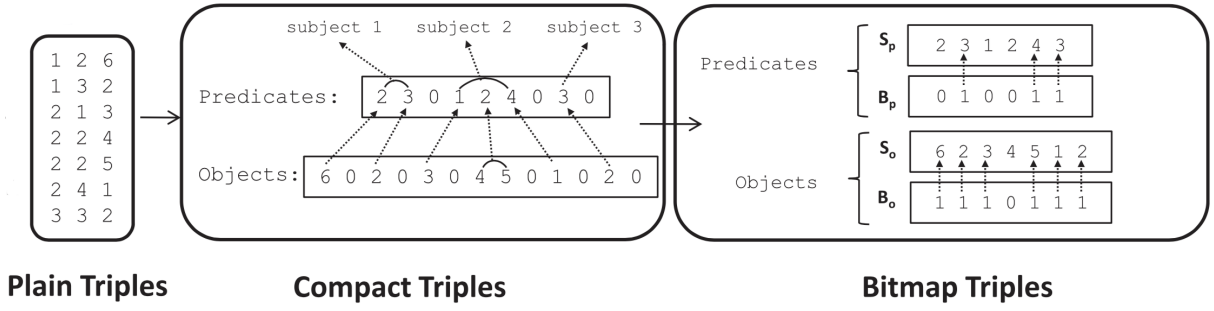 1 2 6
1 3 2
2 1 3
2 2 4
2 2 5
2 4 1
3 3 2
subject 1 subject 2 subject 3
Predicates: 2 3 0 1 2 4 0 3 0
Objects: 6 0 2 0 3 0 4 5 0 1 0 2 0
Predicates
Sp 2 3 1 2 4 3
Bp 0 1 0 0 1 1
Objects
So 6 2 3 4 5 1 2
Bo 1 1 1 0 1 1 1
Plain Triples
Compact Triples
Bitmap Triples